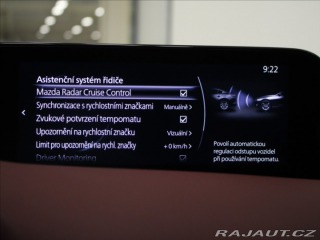 9:22
Asistenční systém řidiče
Mazda Radar Cruise Control
Synchronizace s rychlostními značkami Manuálně
Zvukové potvrzení tempomatu
Upozornění na rychlostní značku Vizuální
Limit pro upozornění na rychl. značky +0 km/h
Driver Monitoring
Povolí automatickou
regulaci odstupu vozidel
při používání tempomatu.
RAJAUT.CZ